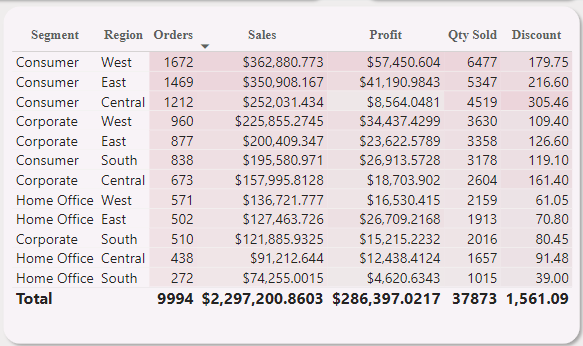 Segment Region Orders Sales Profit Qty Sold Discount
Consumer West 1672 $362,880.773 $57,450.604 6477 179.75
Consumer East 1469 $350,908.167 $41,190.9843 5347 216.60
Consumer Central 1212 $252,031.434 $8,564.0481 4519 305.46
Corporate West 960 $225,855.2745 $34,437.4299 3630 109.40
Corporate East 877 $200,409.347 $23,622.5789 3358 126.60
Consumer South 838 $195,580.971 $26,913.5728 3178 119.10
Corporate Central 673 $157,995.8128 $18,703.902 2604 161.40
Home Office West 571 $136,721.777 $16,530.415 2159 61.05
Home Office East 502 $127,463.726 $26,709.2168 1913 70.80
Corporate South 510 $121,885.9325 $15,215.2232 2016 80.45
Home Office Central 438 $91,212.644 $12,438.4124 1657 91.48
Home Office South 272 $74,255.0015 $4,620.6343 1015 39.00
Total 9994 $2,297,200.8603 $286,397.0217 37873 1,561.09